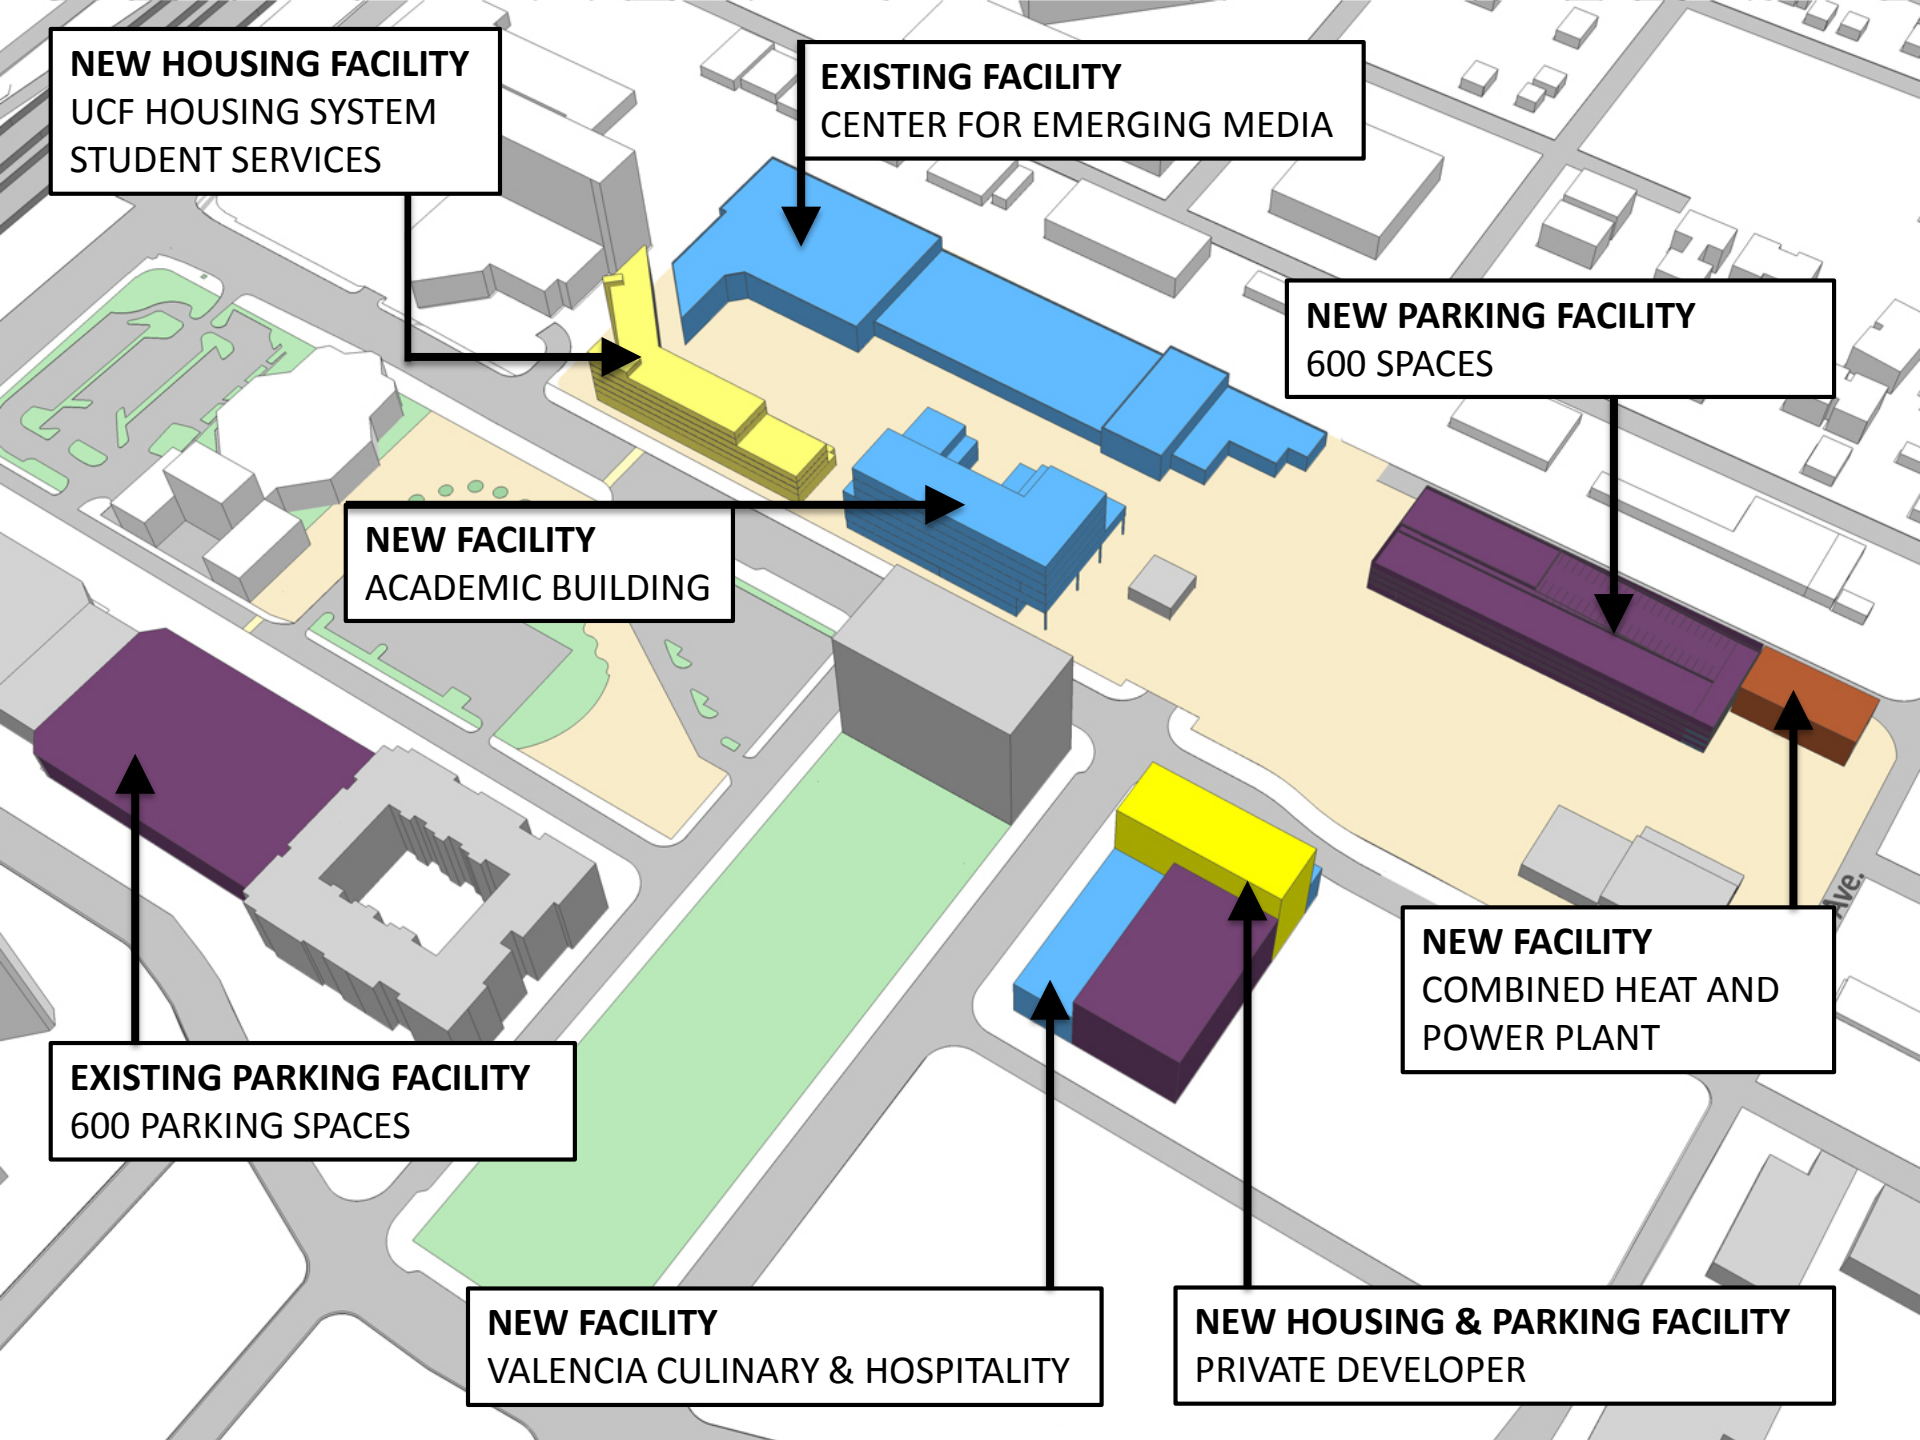 NEW HOUSING FACILITY
UCF HOUSING SYSTEM
STUDENT SERVICES
EXISTING FACILITY
CENTER FOR EMERGING MEDIA
NEW PARKING FACILITY
600 SPACES
NEW FACILITY
ACADEMIC BUILDING
Ave.
NEW FACILITY
COMBINED HEAT AND
POWER PLANT
EXISTING PARKING FACILITY
600 PARKING SPACES
NEW FACILITY
VALENCIA CULINARY & HOSPITALITY
NEW HOUSING & PARKING FACILITY
PRIVATE DEVELOPER